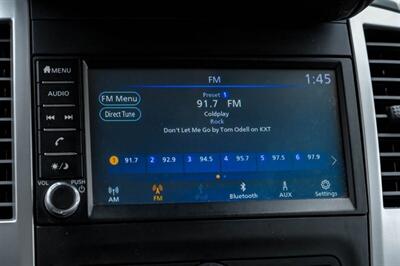 MENU
FM
1:45
AUDIO
FM Menu
Preset 1
91.7 FM
Direct Tune
Coldplay
Rock
Don't Let Me Go by Tom Odell on KXT
1 91.7 2 92.9 3 94.5 4 95.7 5 97.5 6 97.9
VOL PUSH
AM
FM
Bluetooth
AUX
Settings